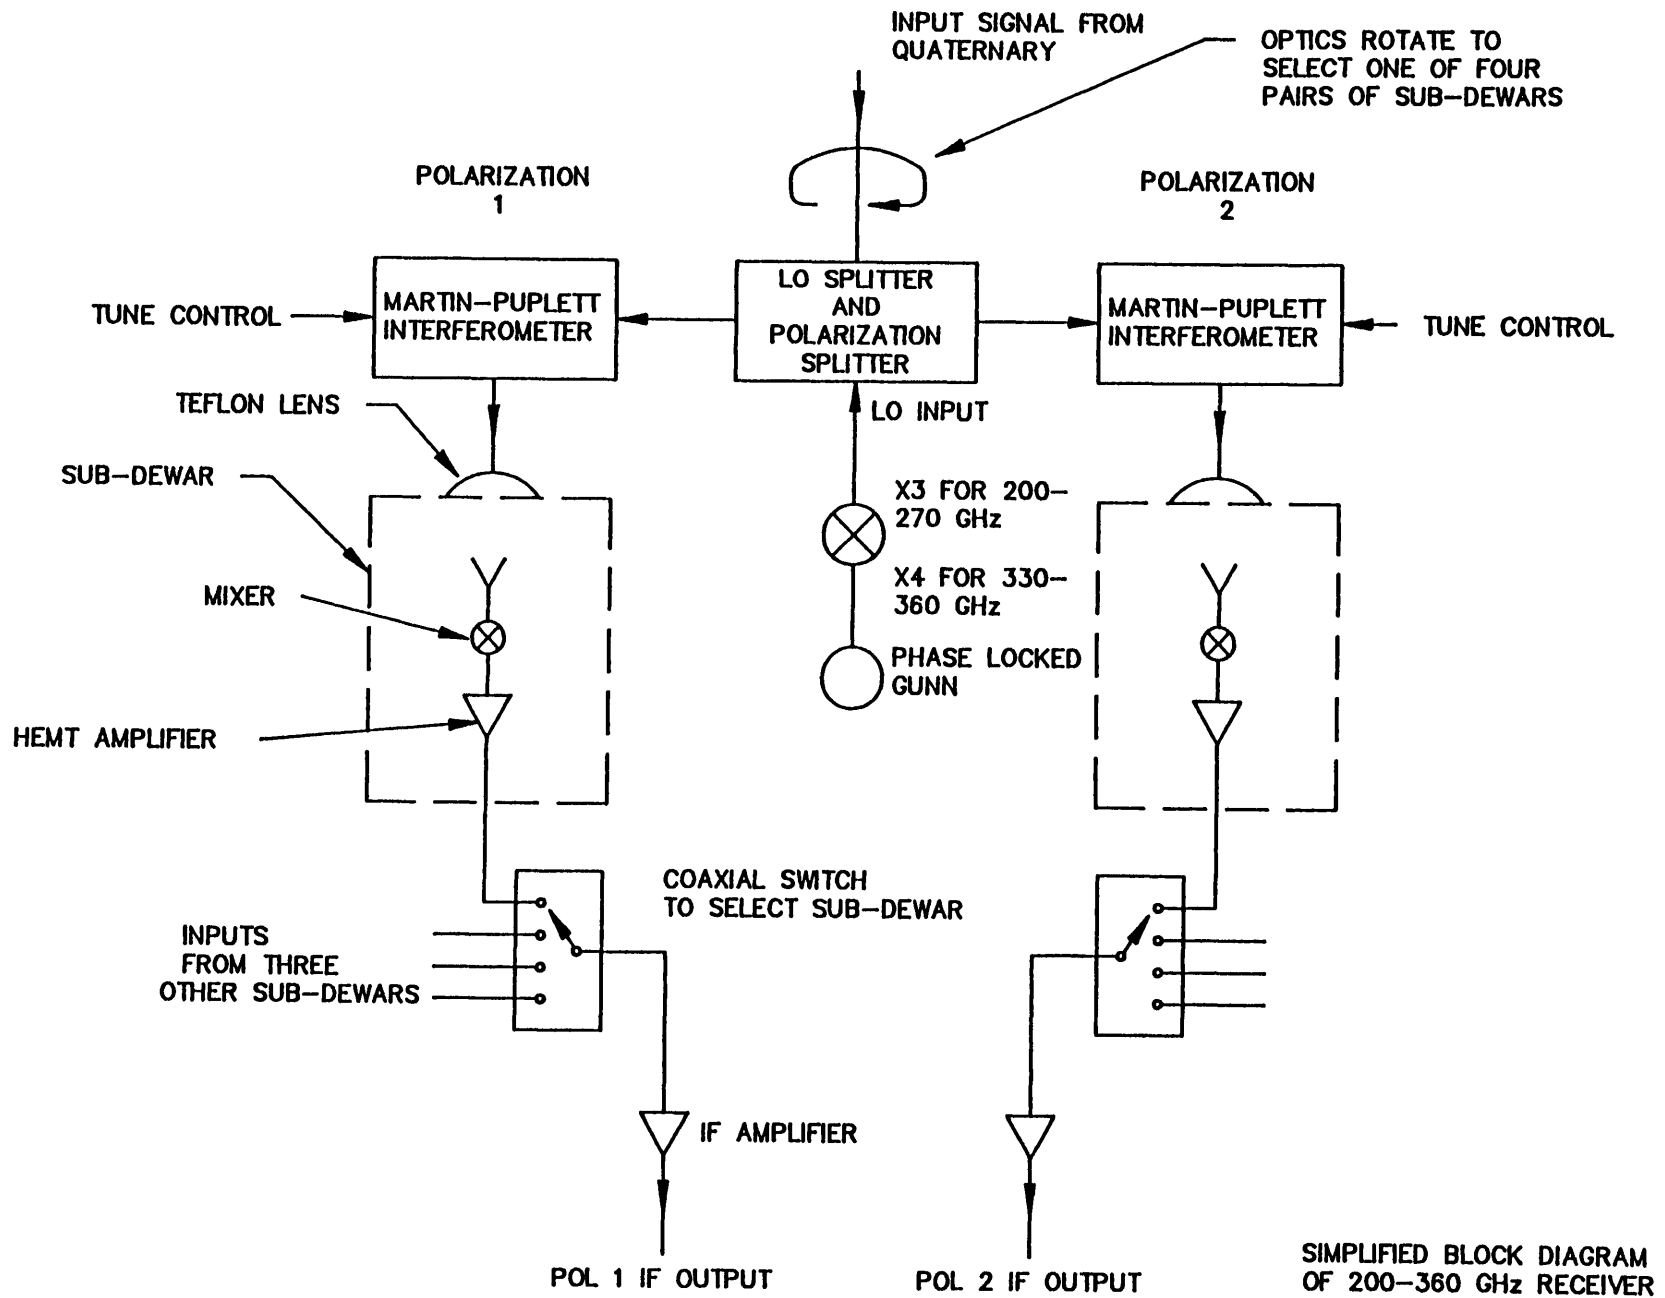 INPUT SIGNAL FROM
QUATERNARY
OPTICS ROTATE TO
SELECT ONE OF FOUR
PAIRS OF SUB-DEWARS
POLARIZATION
1
POLARIZATION
2
TUNE CONTROL
MARTIN-PUPLETT
INTERFEROMETER
LO SPLITTER
AND
POLARIZATION
SPLITTER
MARTIN-PUPLETT
INTERFEROMETER
TUNE CONTROL
TEFLON LENS
LO INPUT
SUB-DEWAR
X3 FOR 200-
270 GHz
MIXER
X4 FOR 330-
360 GHz
PHASE LOCKED
GUNN
HEMT AMPLIFIER
COAXIAL SWITCH
TO SELECT SUB-DEWAR
INPUTS
FROM THREE
OTHER SUB-DEWARS
IF AMPLIFIER
POL 1 IF OUTPUT
POL 2 IF OUTPUT
SIMPLIFIED BLOCK DIAGRAM
OF 200-360 GHz RECEIVER